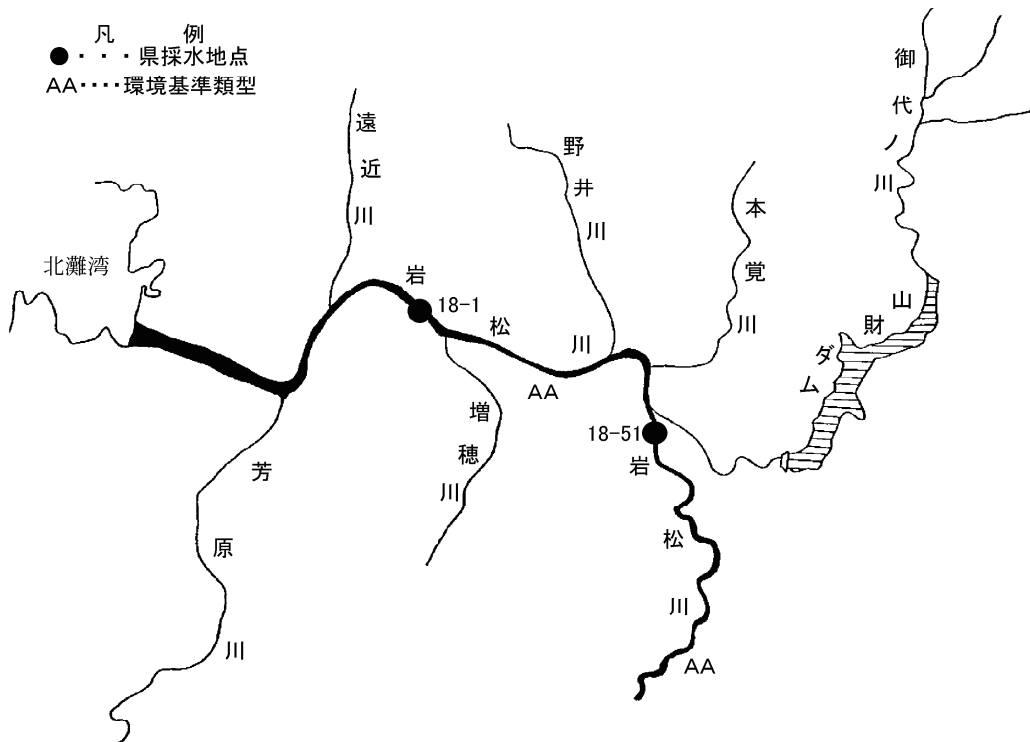 凡例
●・・・県採水地点
AA・・・・環境基準類型
御代ノ川
遠近川
野井川
本覚川
北灘湾
岩松川
18-1
山財ダム
AA
増穂川
18-51
岩松川
芳原川
AA